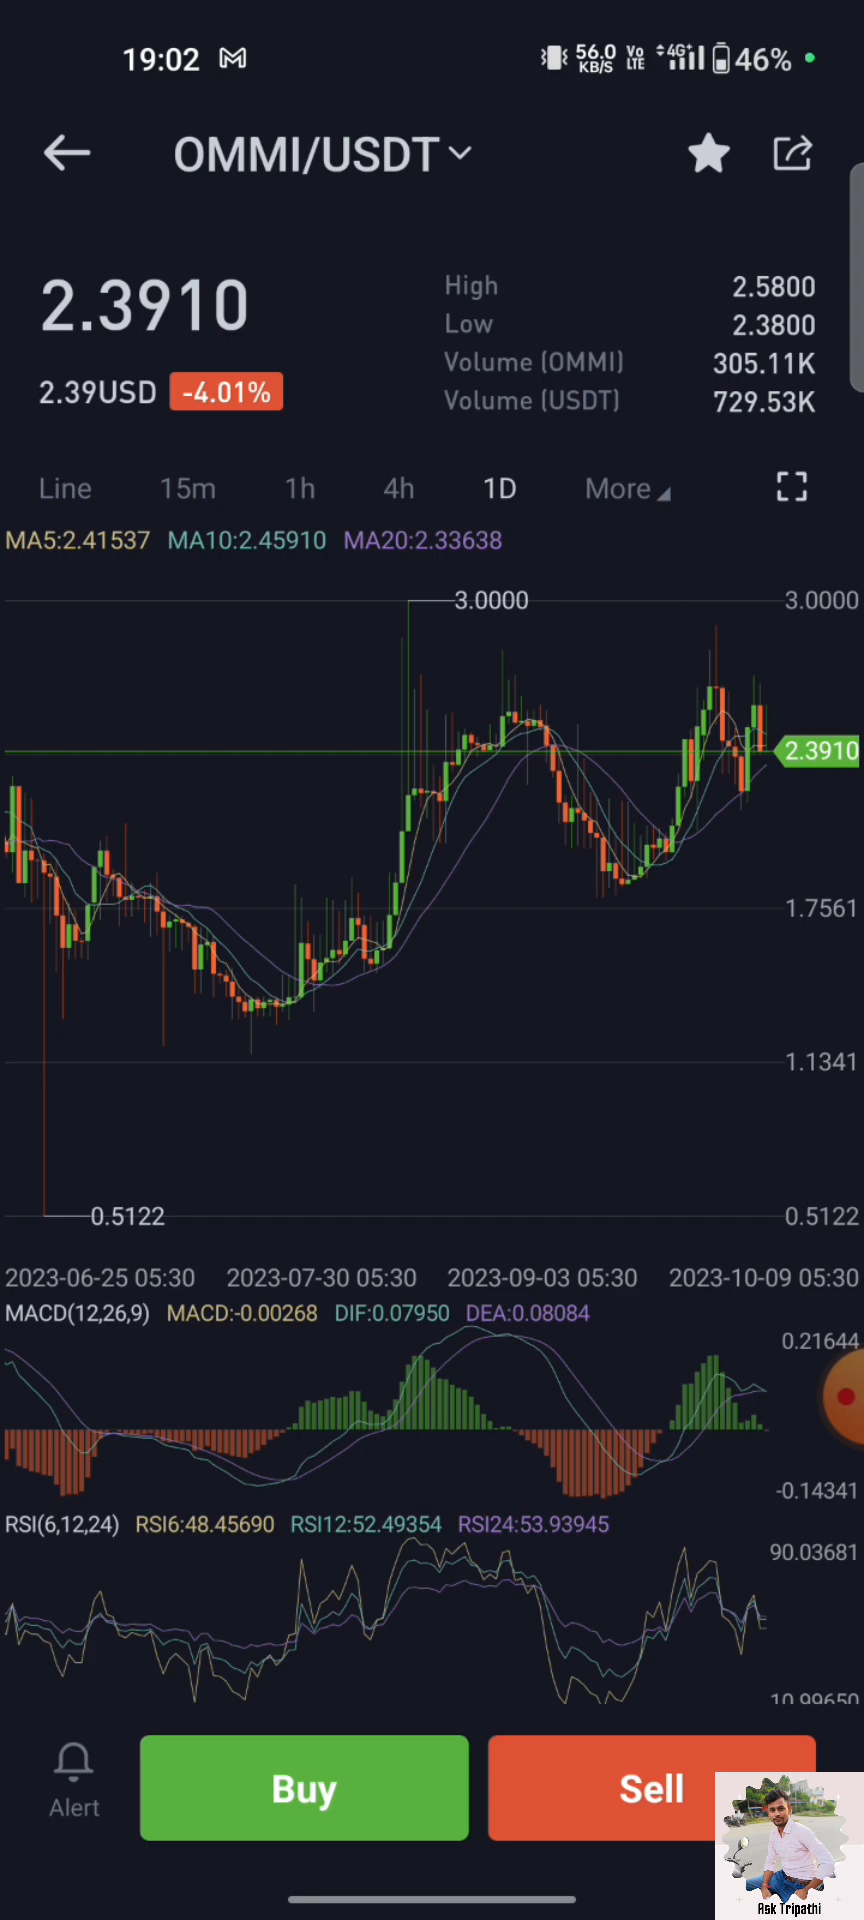 19:02
56.0 KB/S Vo LTE 4G+ 46%
OMMI/USDT
2.3910
2.39USD -4.01%
High 2.5800
Low 2.3800
Volume (OMMI) 305.11K
Volume (USDT) 729.53K
Line 15m 1h 4h 1D More
MA5:2.41537 MA10:2.45910 MA20:2.33638
3.0000 3.0000
2.3910
1.7561
1.1341
0.5122 0.5122
2023-06-25 05:30 2023-07-30 05:30 2023-09-03 05:30 2023-10-09 05:30
MACD(12,26,9) MACD:-0.00268 DIF:0.07950 DEA:0.08084
0.21644
-0.14341
RSI(6,12,24) RSI6:48.45690 RSI12:52.49354 RSI24:53.93945
90.03681
10.99650
Alert Buy Sell
Ask Tripathi